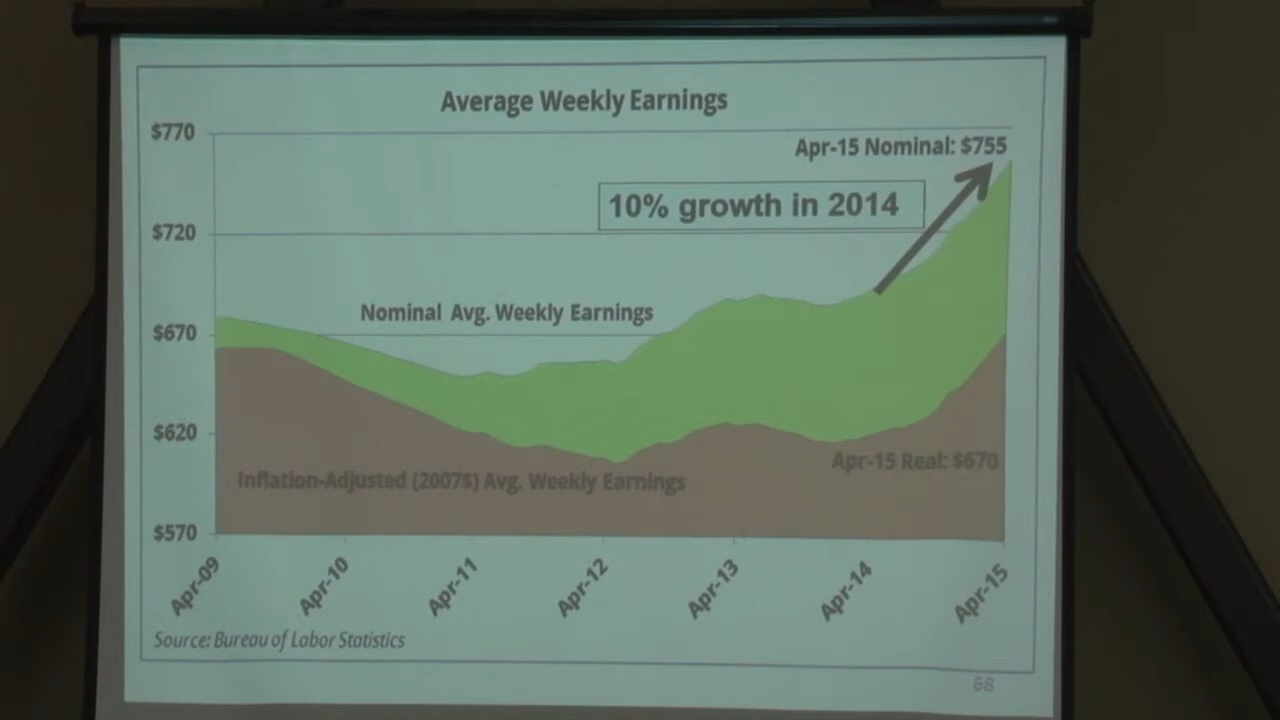 Average Weekly Earnings
$770
Apr-15 Nominal: $755
10% growth in 2014
$720
Nominal Avg. Weekly Earnings
$670
$620
Apr-15 Real: $670
Inflation-Adjusted (2007$) Avg. Weekly Earnings
$570
Apr-09
Apr-10
Apr-11
Apr-12
Apr-13
Apr-14
Apr-15
Source: Bureau of Labor Statistics
68